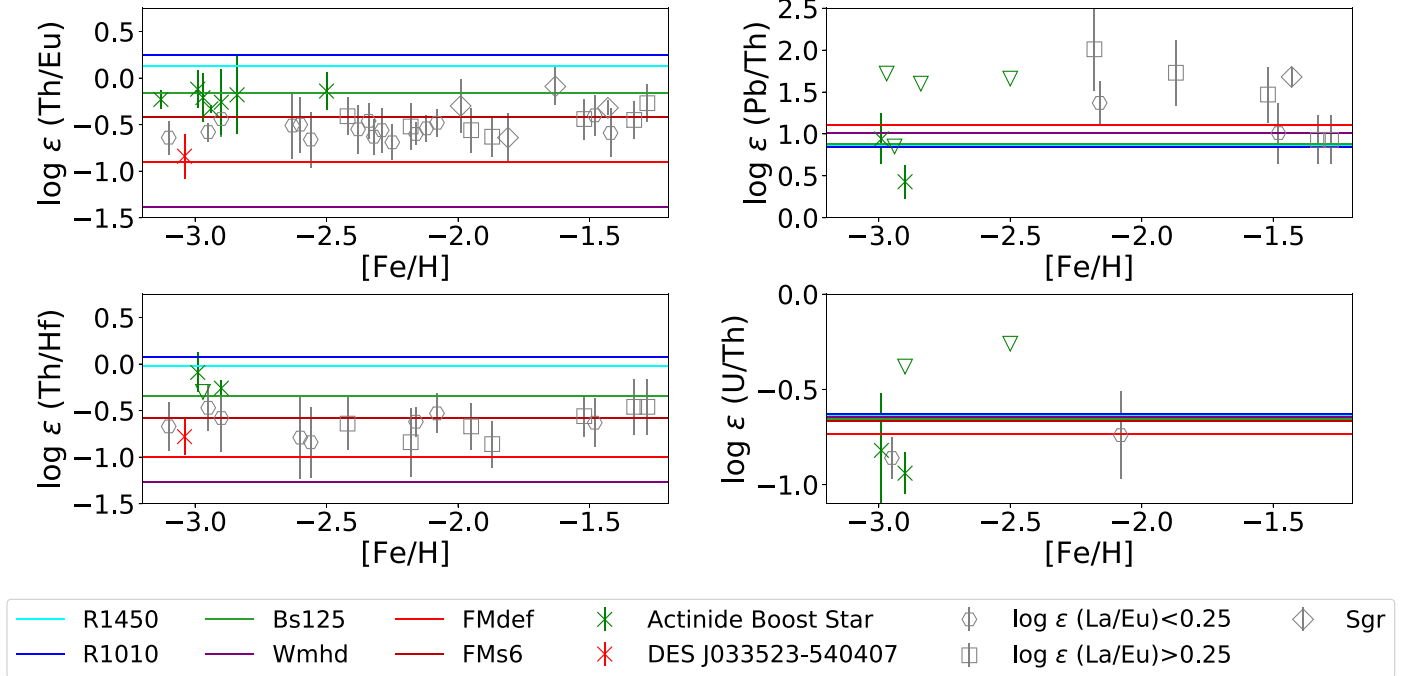 log ε (Th/Eu)
0.5
0.0
−0.5
−1.0
−1.5
−3.0 −2.5 −2.0 −1.5
[Fe/H]
log ε (Pb/Th)
2.5
2.0
1.5
1.0
0.5
0.0
−3.0 −2.5 −2.0 −1.5
[Fe/H]
log ε (Th/Hf)
0.5
0.0
−0.5
−1.0
−1.5
−3.0 −2.5 −2.0 −1.5
[Fe/H]
log ε (U/Th)
0.0
−0.5
−1.0
−3.0 −2.5 −2.0 −1.5
[Fe/H]
R1450 Bs125 FMdef Actinide Boost Star log ε (La/Eu)<0.25 Sgr
R1010 Wmhd FMs6 DES J033523-540407 log ε (La/Eu)>0.25